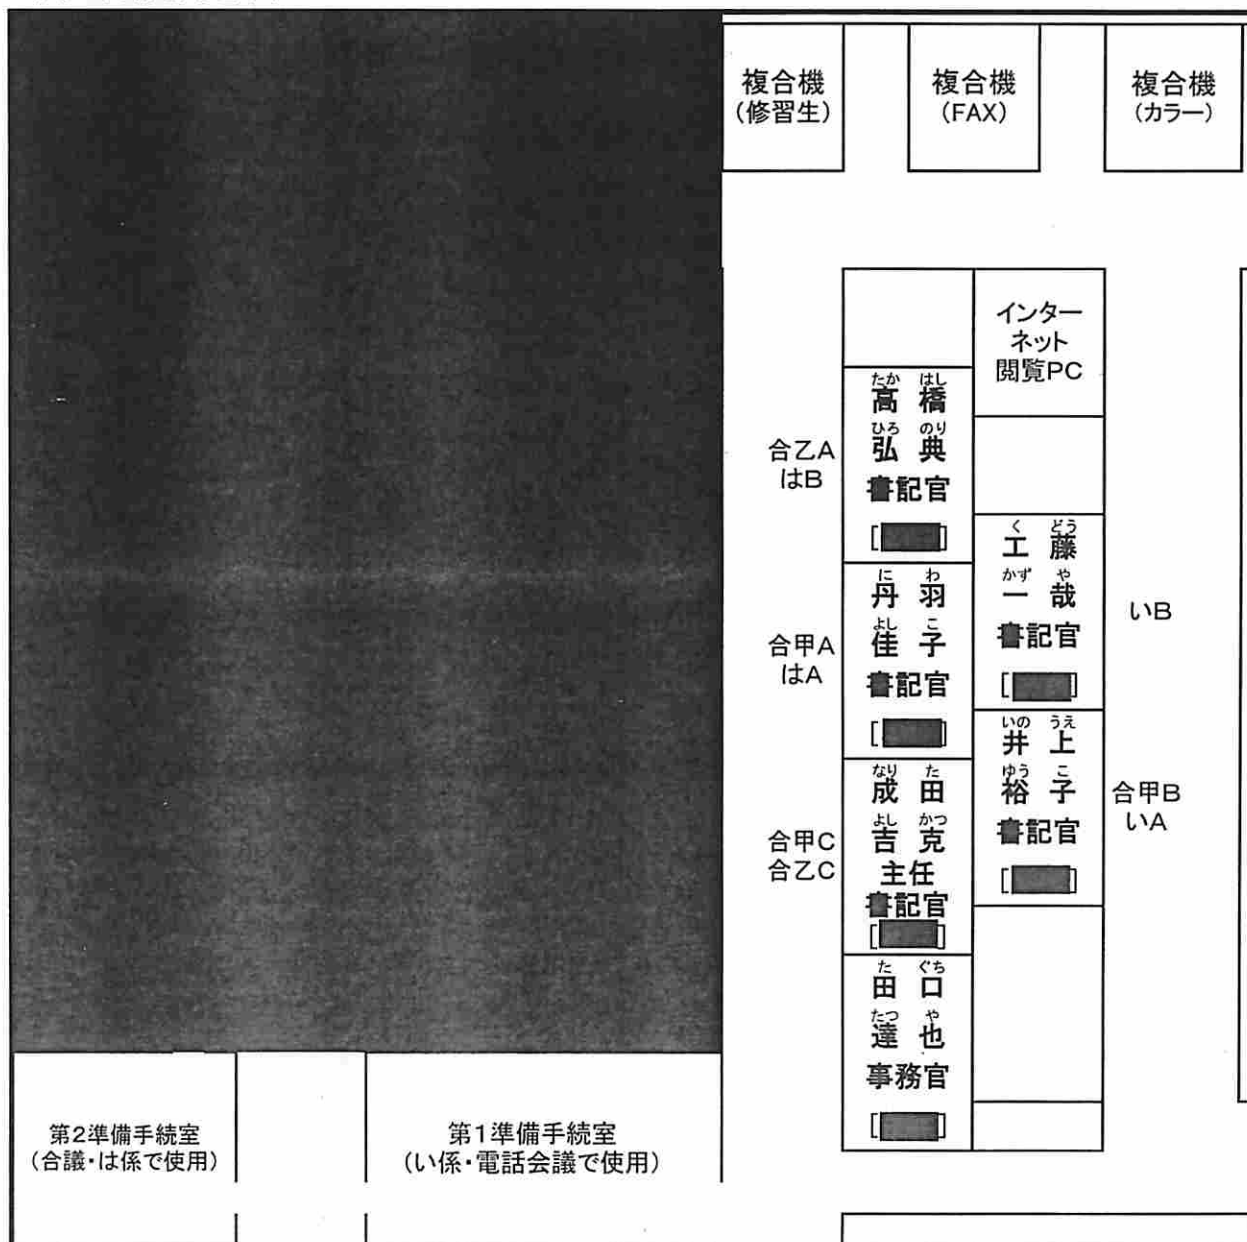 複合機
(修習生)
複合機
(FAX)
複合機
(カラー)
インター
ネット
閲覧PC
合乙A
はB
たか はし
高橋
ひろ のり
弘典
書記官
[ ]
合甲A
はA
に わ
丹羽
よし こ
佳子
書記官
[ ]
合甲C
合乙C
なり た
成田
よし かつ
吉克
主任
書記官
[ ]
た ぐち
田口
たつ や
達也
事務官
[ ]
く どう
工藤
かず や
一哉
書記官
[ ]
いB
いの うえ
井上
ゆう こ
裕子
書記官
[ ]
合甲B
いA
第2準備手続室
(合議・は係で使用)
第1準備手続室
(い係・電話会議で使用)